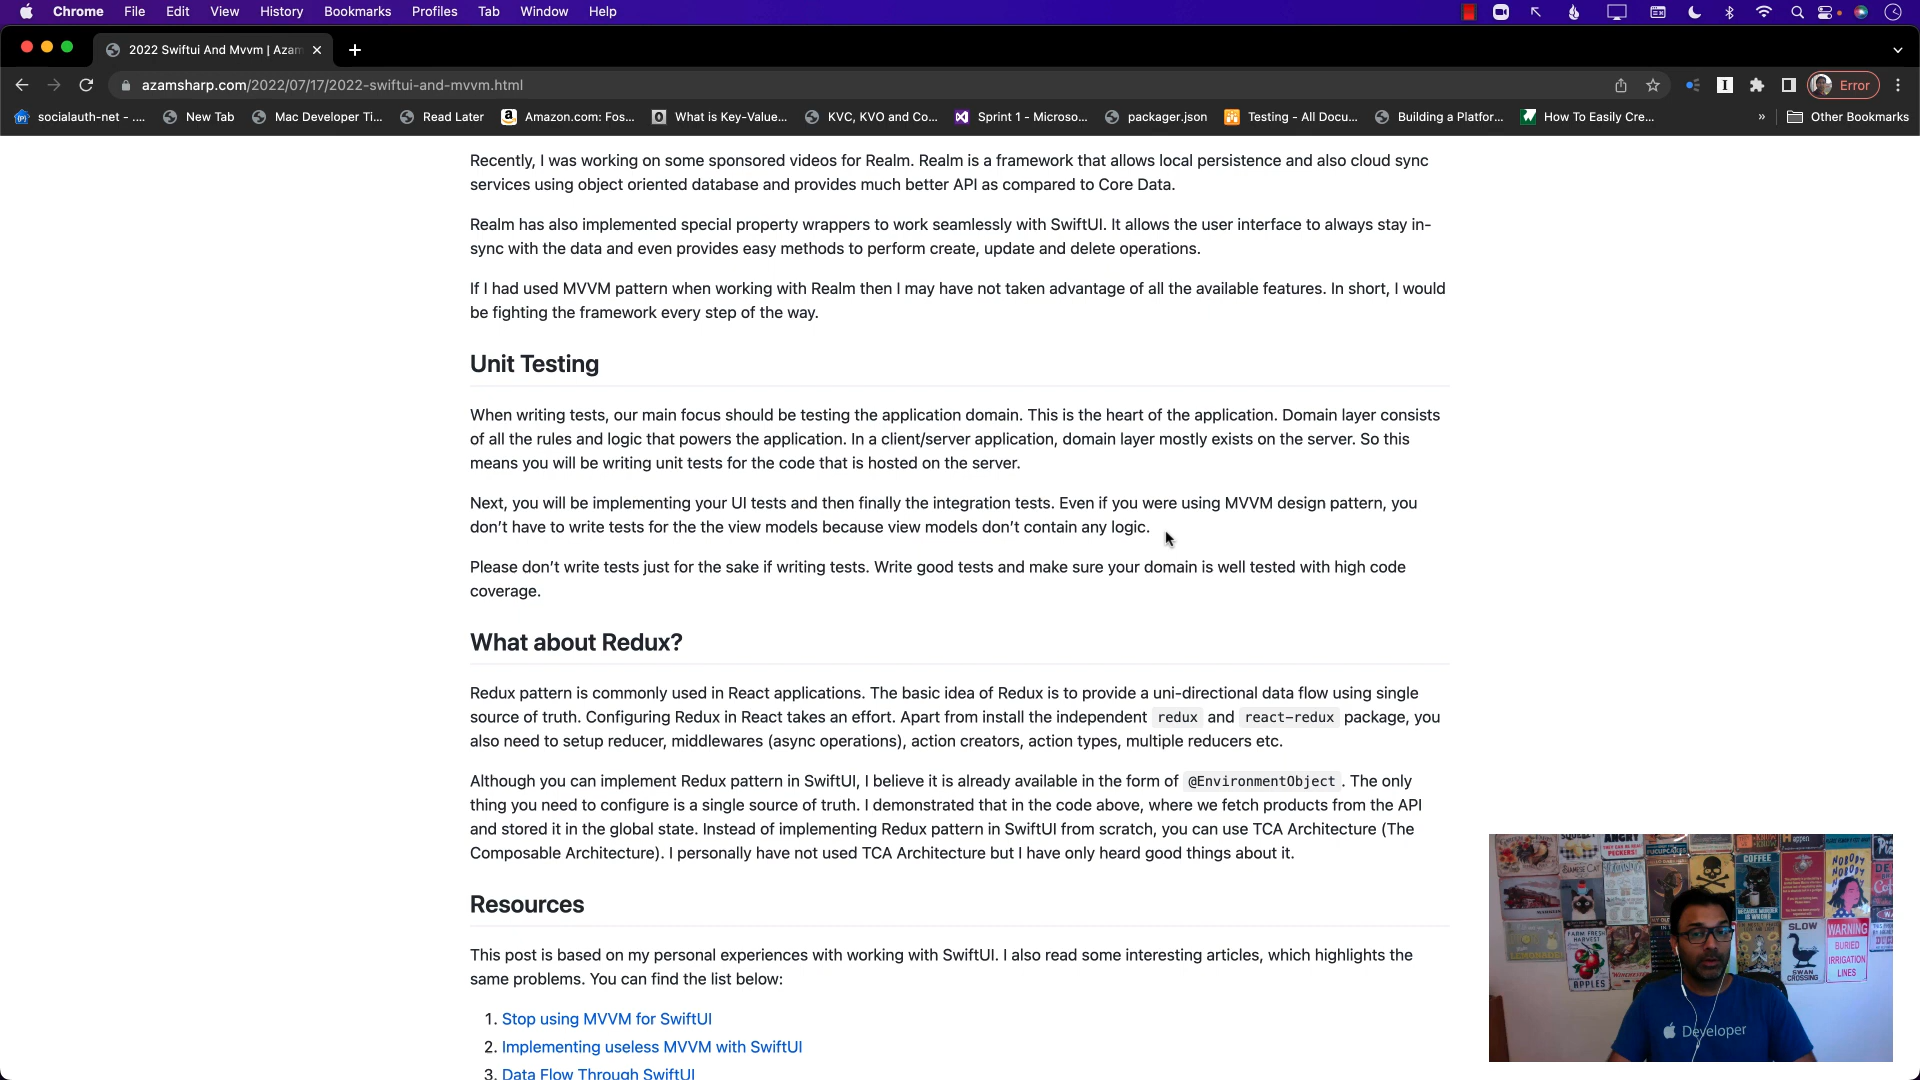 Chrome File Edit View History Bookmarks Profiles Tab Window Help
2022 Swiftui And Mvvm | Azam
azamsharp.com/2022/07/17/2022-swiftui-and-mvvm.html
Error
socialauth-net - .... New Tab Mac Developer Ti... Read Later Amazon.com: Fos... What is Key-Value... KVC, KVO and Co... Sprint 1 - Microso... packager.json Testing - All Docu... Building a Platfor... How To Easily Cre... » Other Bookmarks
Recently, I was working on some sponsored videos for Realm. Realm is a framework that allows local persistence and also cloud sync
services using object oriented database and provides much better API as compared to Core Data.
Realm has also implemented special property wrappers to work seamlessly with SwiftUI. It allows the user interface to always stay in-
sync with the data and even provides easy methods to perform create, update and delete operations.
If I had used MVVM pattern when working with Realm then I may have not taken advantage of all the available features. In short, I would
be fighting the framework every step of the way.
Unit Testing
When writing tests, our main focus should be testing the application domain. This is the heart of the application. Domain layer consists
of all the rules and logic that powers the application. In a client/server application, domain layer mostly exists on the server. So this
means you will be writing unit tests for the code that is hosted on the server.
Next, you will be implementing your UI tests and then finally the integration tests. Even if you were using MVVM design pattern, you
don't have to write tests for the the view models because view models don't contain any logic.
Please don't write tests just for the sake if writing tests. Write good tests and make sure your domain is well tested with high code
coverage.
What about Redux?
Redux pattern is commonly used in React applications. The basic idea of Redux is to provide a uni-directional data flow using single
source of truth. Configuring Redux in React takes an effort. Apart from install the independent redux and react-redux package, you
also need to setup reducer, middlewares (async operations), action creators, action types, multiple reducers etc.
Although you can implement Redux pattern in SwiftUI, I believe it is already available in the form of @EnvironmentObject. The only
thing you need to configure is a single source of truth. I demonstrated that in the code above, where we fetch products from the API
and stored it in the global state. Instead of implementing Redux pattern in SwiftUI from scratch, you can use TCA Architecture (The
Composable Architecture). I personally have not used TCA Architecture but I have only heard good things about it.
Resources
This post is based on my personal experiences with working with SwiftUI. I also read some interesting articles, which highlights the
same problems. You can find the list below:
1. Stop using MVVM for SwiftUI
2. Implementing useless MVVM with SwiftUI
3. Data Flow Through SwiftUI
COFFEE
BECAUSE MURDER
IS WRONG
NOBODY
SIAMESE CAT
FARM FRESH
HARVEST
APPLES
SLOW
SWAN
CROSSING
WARNING
BURIED
IRRIGATION
LINES
Developer